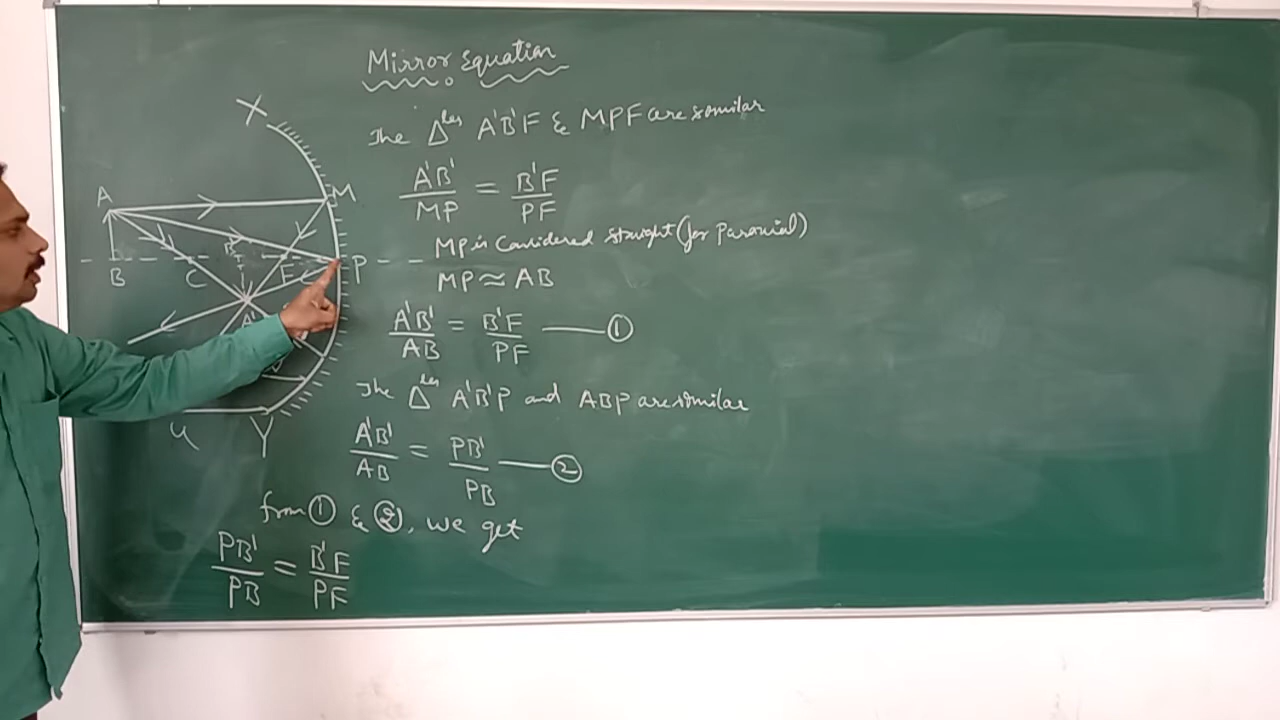 Mirror Equation
The Δles A'B'F & MPF are similar
A'B'/MP = B'F/PF
MP is Considered straight (for Paraxial)
MP ≈ AB
A'B'/AB = B'F/PF —— ①
The Δles A'B'P and ABP are similar
A'B'/AB = PB'/PB —— ②
from ① & ②, we get
PB'/PB = B'F/PF
X
A
M
B'
B
C
F
P
A'
u
Y